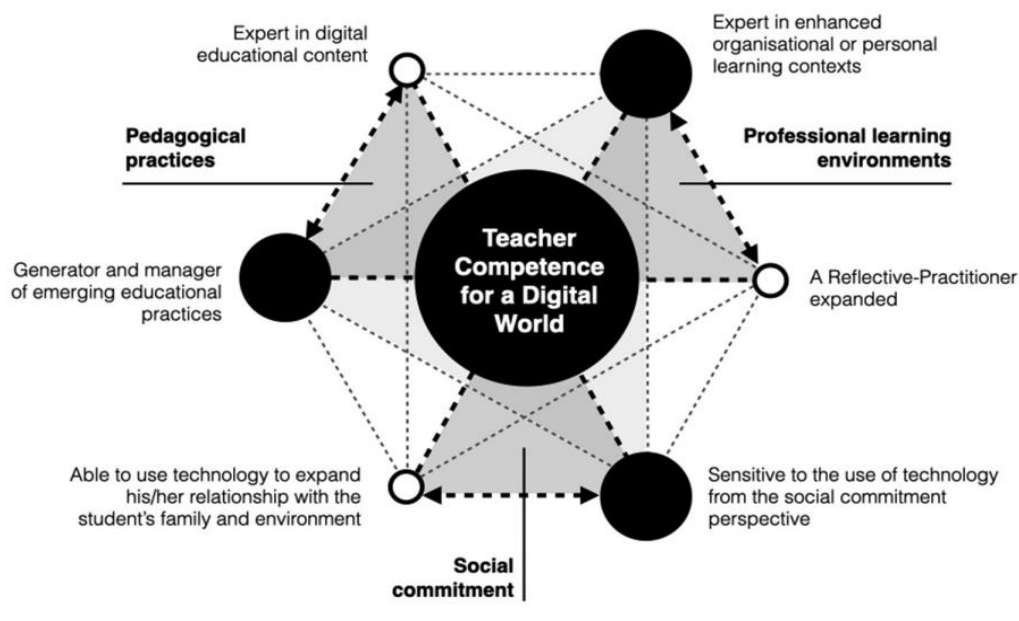 Expert in digital
educational content
Expert in enhanced
organisational or personal
learning contexts
Pedagogical
practices
Professional learning
environments
Teacher
Competence
for a Digital
World
Generator and manager
of emerging educational
practices
A Reflective-Practitioner
expanded
Able to use technology to expand
his/her relationship with the
student's family and environment
Sensitive to the use of technology
from the social commitment
perspective
Social
commitment